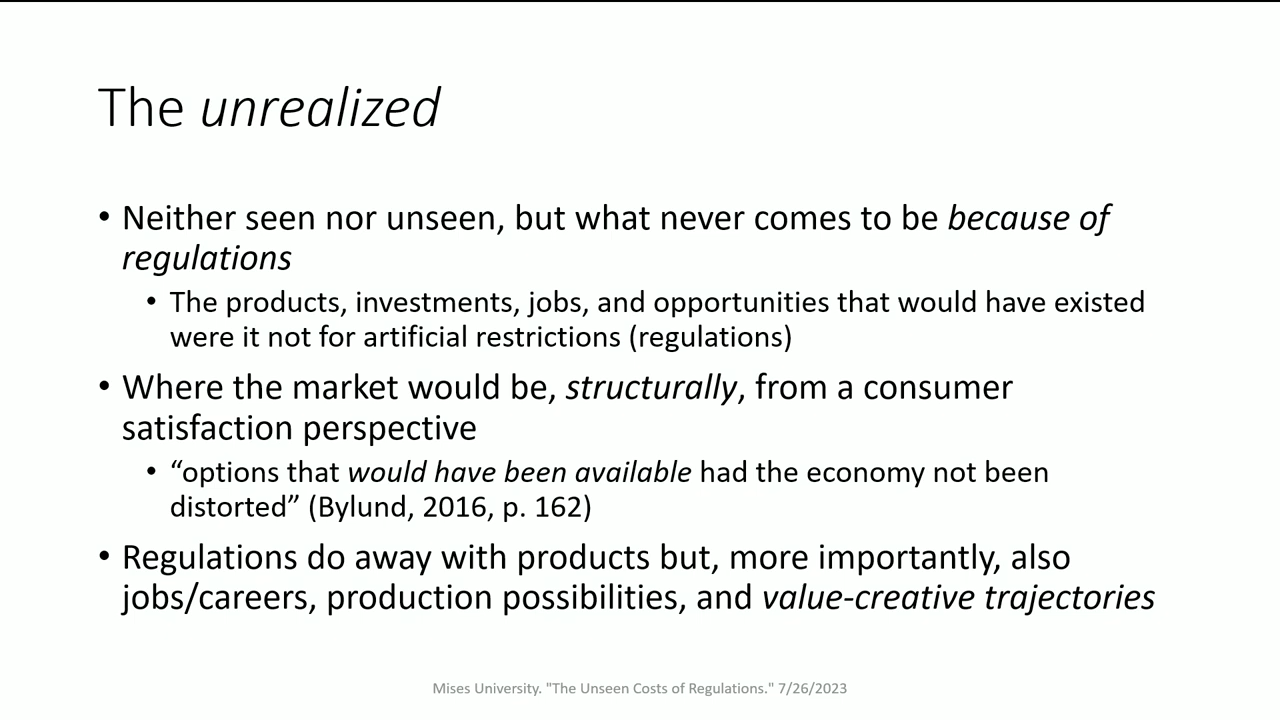 The unrealized
• Neither seen nor unseen, but what never comes to be because of
regulations
• The products, investments, jobs, and opportunities that would have existed
were it not for artificial restrictions (regulations)
• Where the market would be, structurally, from a consumer
satisfaction perspective
• “options that would have been available had the economy not been
distorted” (Bylund, 2016, p. 162)
• Regulations do away with products but, more importantly, also
jobs/careers, production possibilities, and value-creative trajectories
Mises University. "The Unseen Costs of Regulations." 7/26/2023